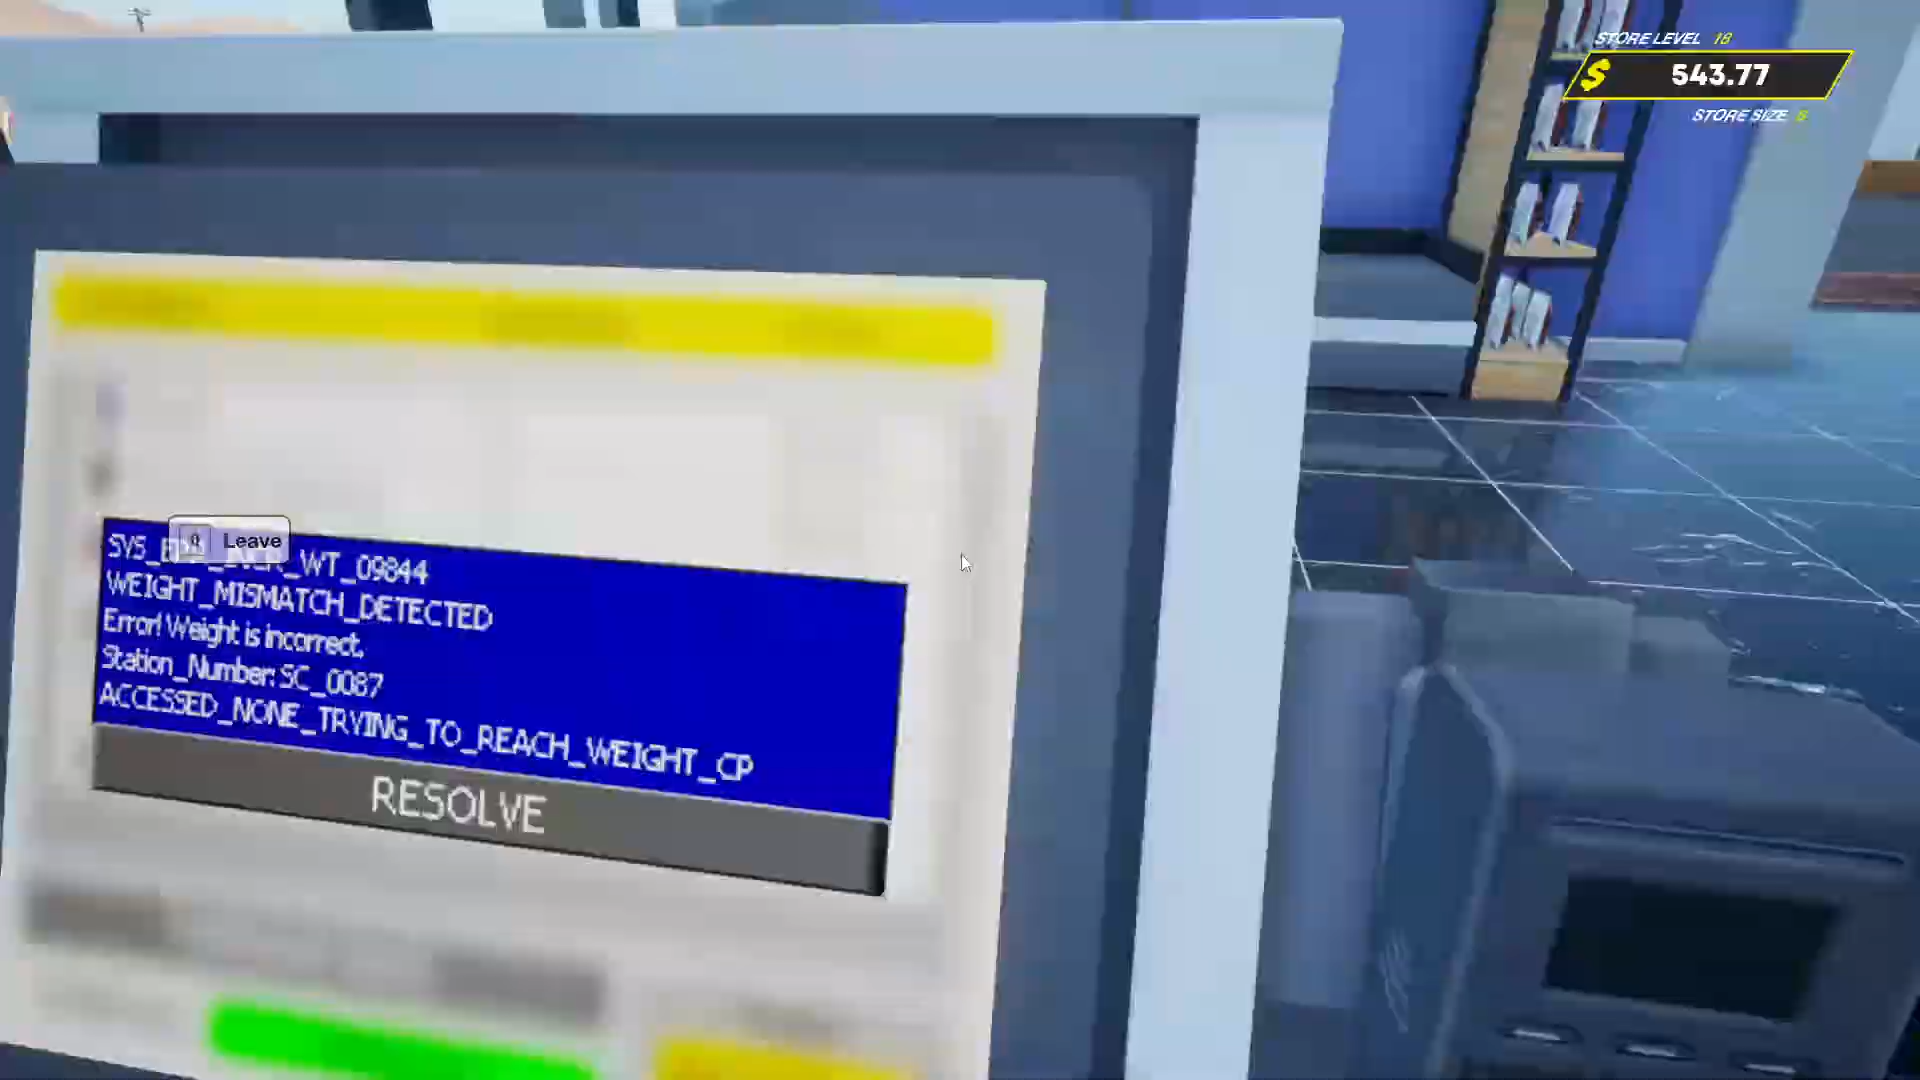 STORE LEVEL 18
$ 543.77
STORE SIZE
Leave
WT_09844
WEIGHT_MISMATCH_DETECTED
Error! Weight is incorrect.
Station_Number: SC_0087
ACCESSED_NONE_TRYING_TO_REACH_WEIGHT_CP
RESOLVE